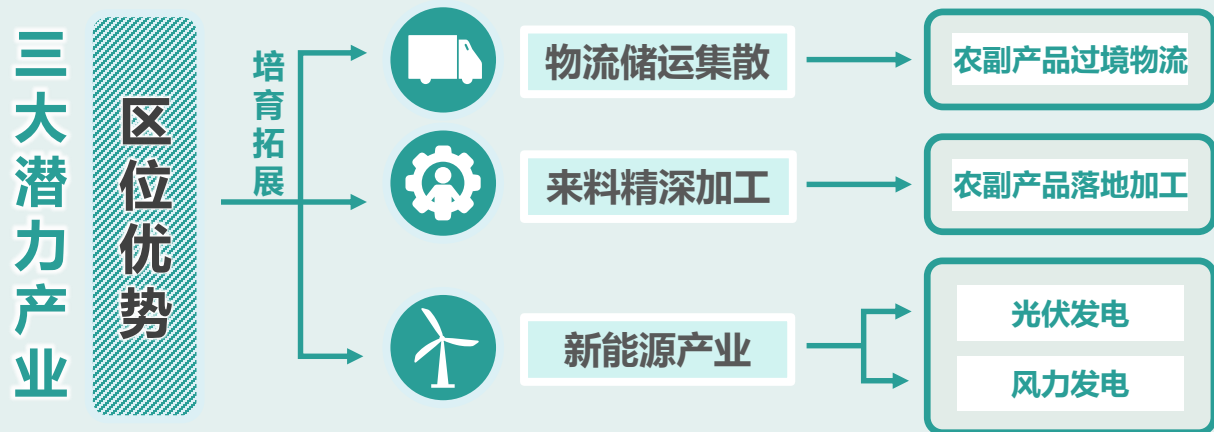 三大潜力产业
区位优势
培育拓展
物流储运集散
农副产品过境物流
来料精深加工
农副产品落地加工
新能源产业
光伏发电
风力发电